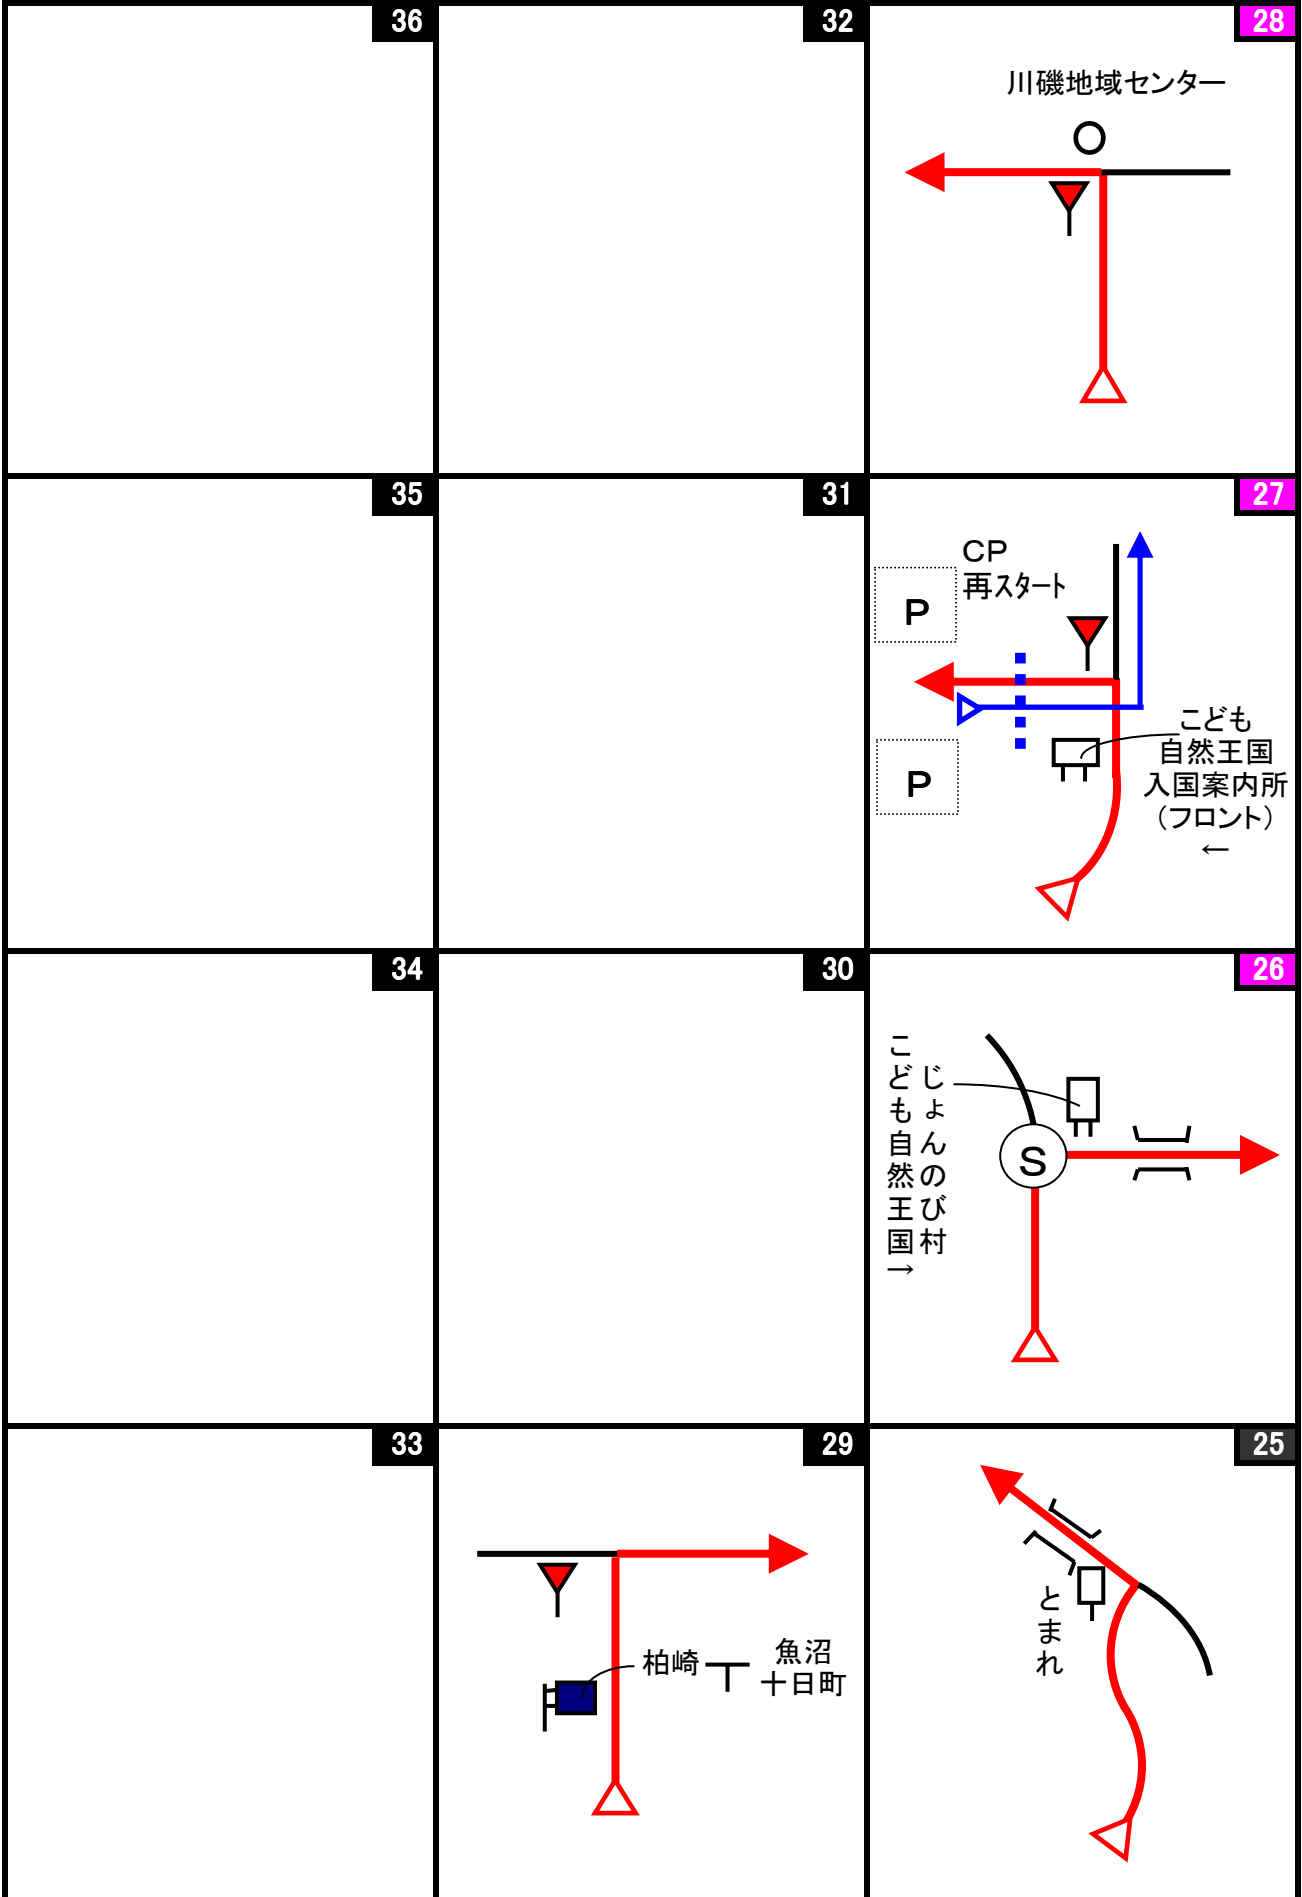 36
32
28
川磯地域センター
35
31
27
CP
再スタート
P
P
こども
自然王国
入国案内所
(フロント)
←
34
30
26
じょんのび村
こども自然王国→
S
33
29
柏崎
魚沼
十日町
25
とまれ